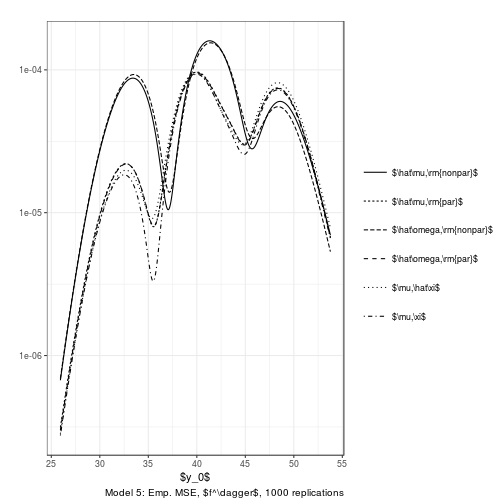 1e-04
1e-05
1e-06
25 30 35 40 45 50 55
$y_0$
$\hat\mu,\rm{nonpar}$
$\hat\mu,\rm{par}$
$\hat\omega,\rm{nonpar}$
$\hat\omega,\rm{par}$
$\mu,\hat\xi$
$\mu,\xi$
Model 5: Emp. MSE, $f^\dagger$, 1000 replications